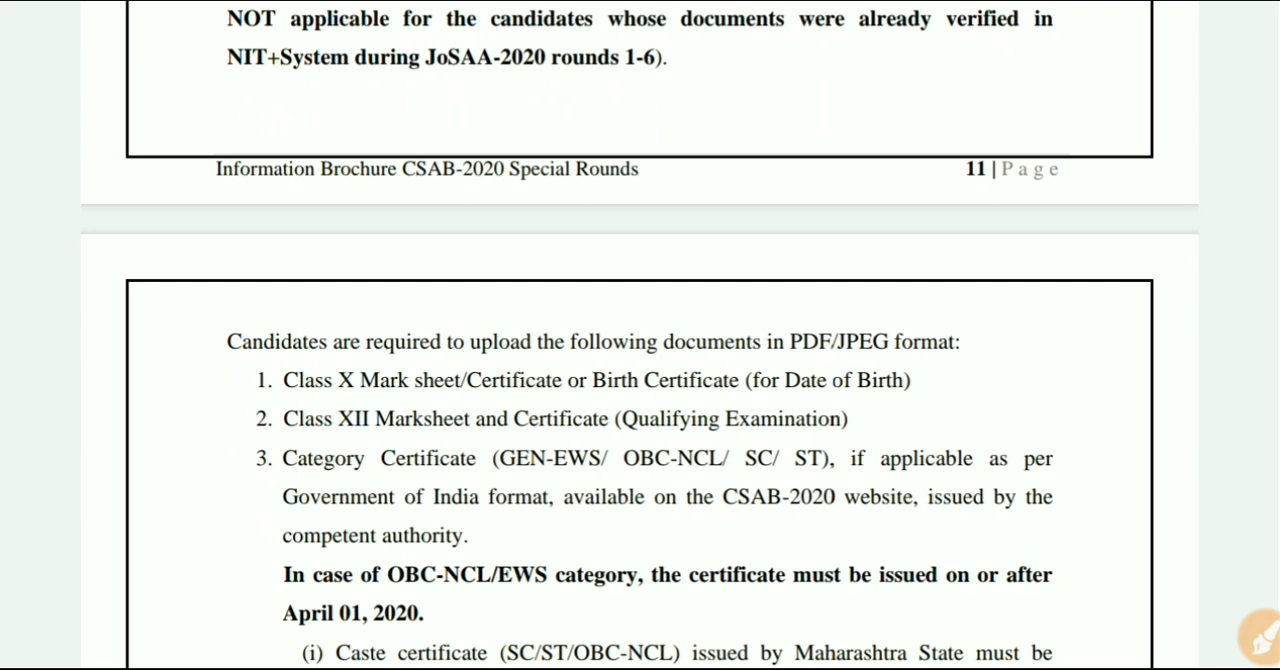 NOT applicable for the candidates whose documents were already verified in
NIT+System during JoSAA-2020 rounds 1-6).
Information Brochure CSAB-2020 Special Rounds 11 | P a g e
Candidates are required to upload the following documents in PDF/JPEG format:
1. Class X Mark sheet/Certificate or Birth Certificate (for Date of Birth)
2. Class XII Marksheet and Certificate (Qualifying Examination)
3. Category Certificate (GEN-EWS/ OBC-NCL/ SC/ ST), if applicable as per
Government of India format, available on the CSAB-2020 website, issued by the
competent authority.
In case of OBC-NCL/EWS category, the certificate must be issued on or after
April 01, 2020.
(i) Caste certificate (SC/ST/OBC-NCL) issued by Maharashtra State must be